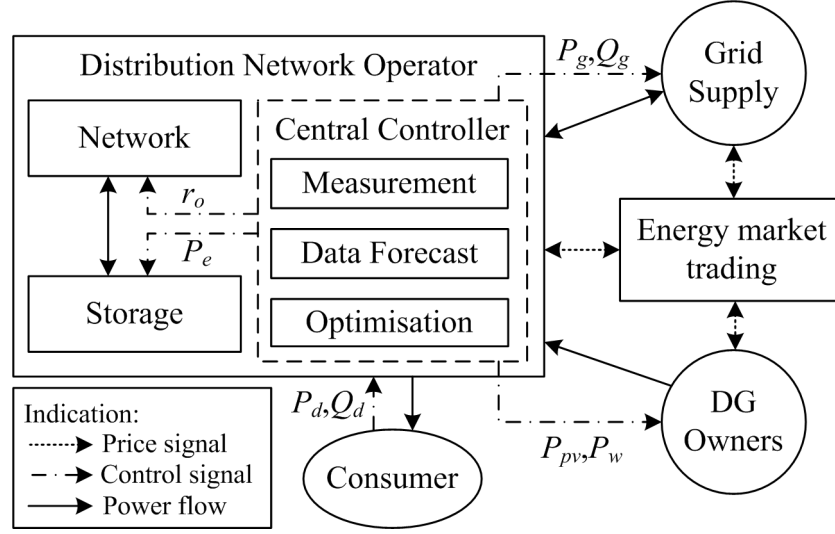 Distribution Network Operator
Network
Storage
r_o
P_e
Central Controller
Measurement
Data Forecast
Optimisation
P_g,Q_g
Grid
Supply
Energy market
trading
DG
Owners
P_pv,P_w
P_d,Q_d
Consumer
Indication:
Price signal
Control signal
Power flow